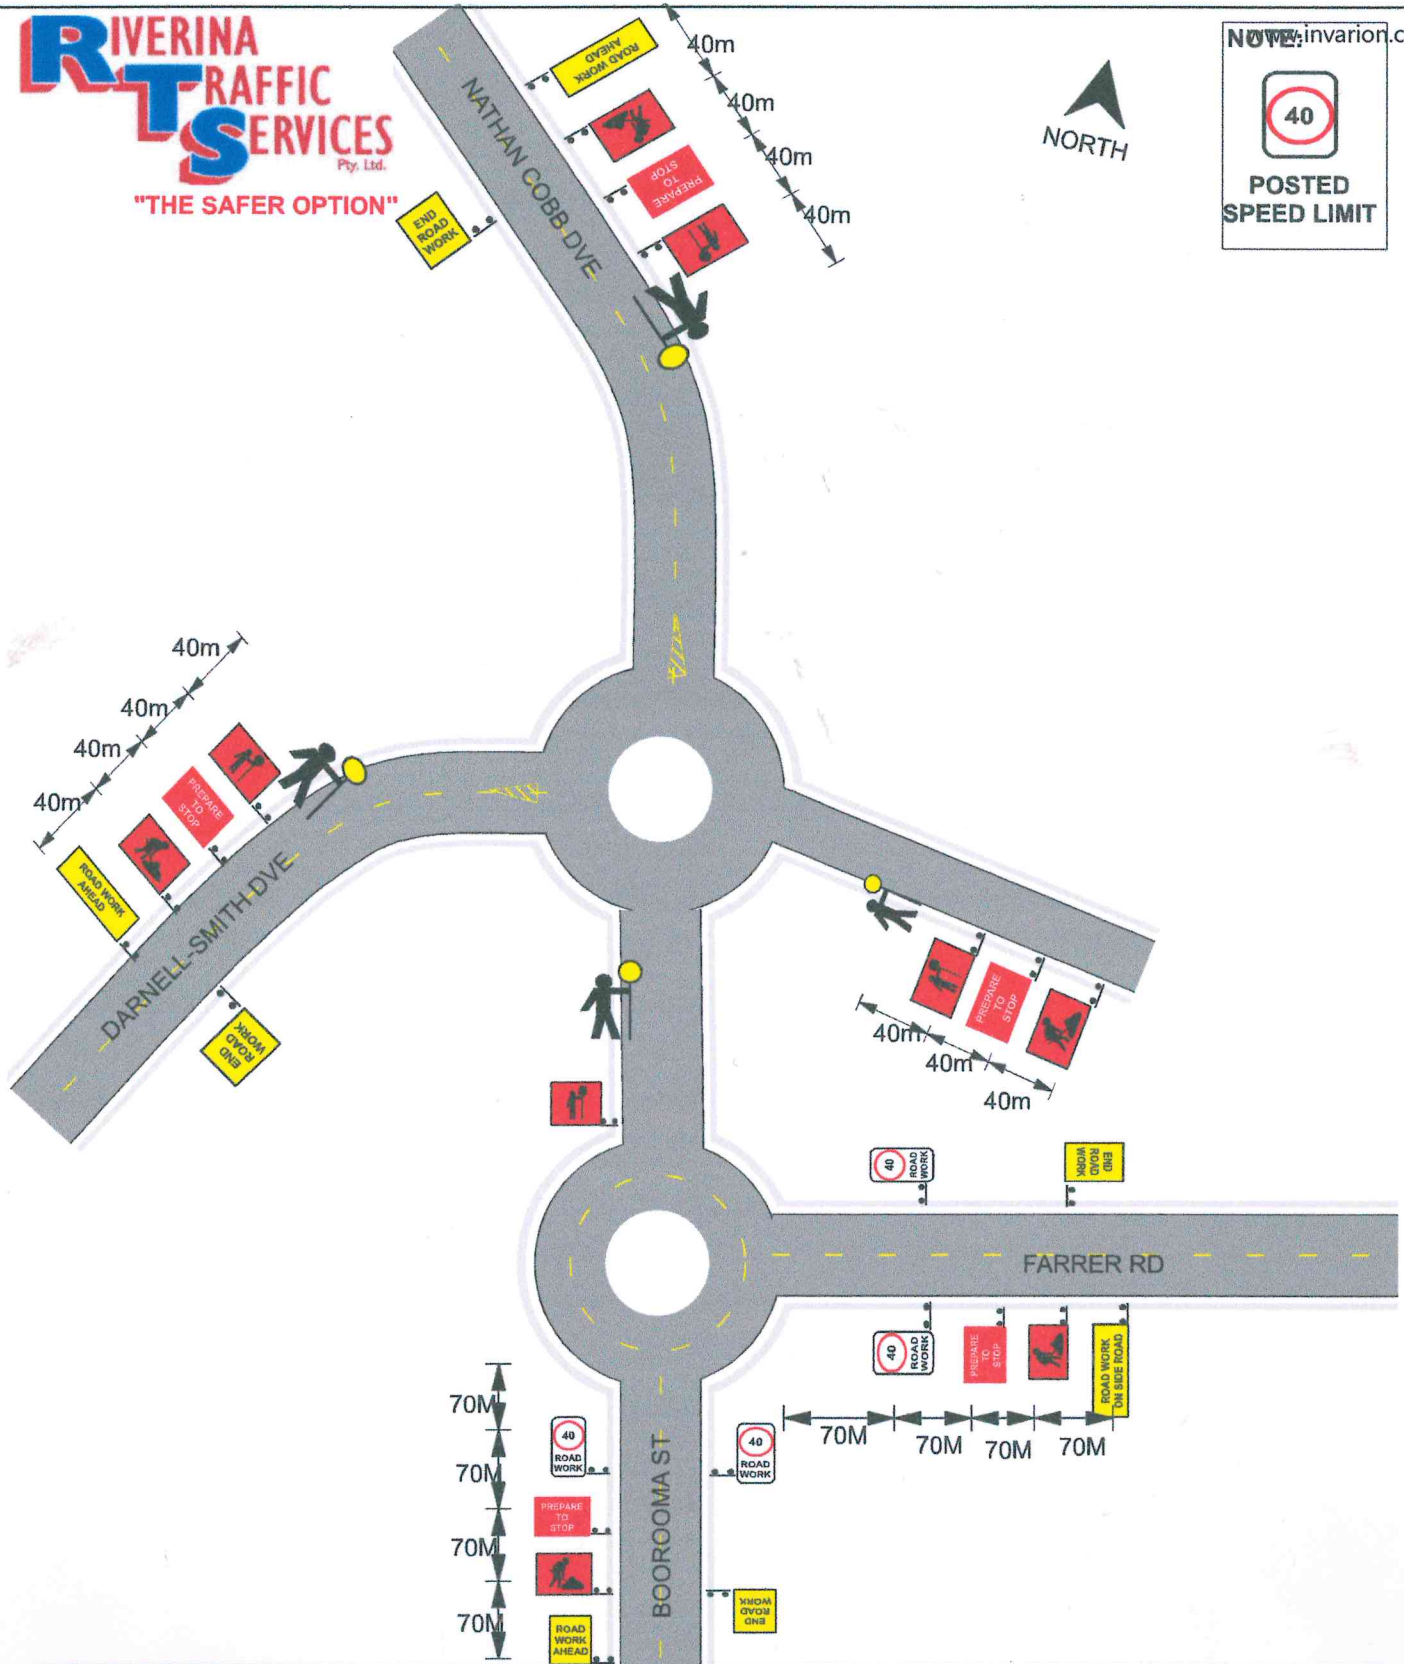 RIVERINA
TRAFFIC
SERVICES
Pty. Ltd.
"THE SAFER OPTION"
www.invarion.c
NOTE:
40
POSTED
SPEED LIMIT
NORTH
40m
40m
40m
40m
ROAD WORK
AHEAD
PREPARE
TO
STOP
NATHAN COBB DVE
END
ROAD
WORK
40m
40m
40m
40m
PREPARE
TO
STOP
ROAD WORK
AHEAD
DARNELL-SMITH DVE
END
ROAD
WORK
PREPARE
TO
STOP
40m
40m
40m
40
ROAD
WORK
END
ROAD
WORK
FARRER RD
40
ROAD
WORK
PREPARE
TO
STOP
ROAD WORK
ON SIDE ROAD
70M
70M
70M
70M
70M
70M
70M
70M
40
ROAD
WORK
40
ROAD
WORK
PREPARE
TO
STOP
BOOROOMA ST
END
ROAD
WORK
ROAD
WORK
AHEAD